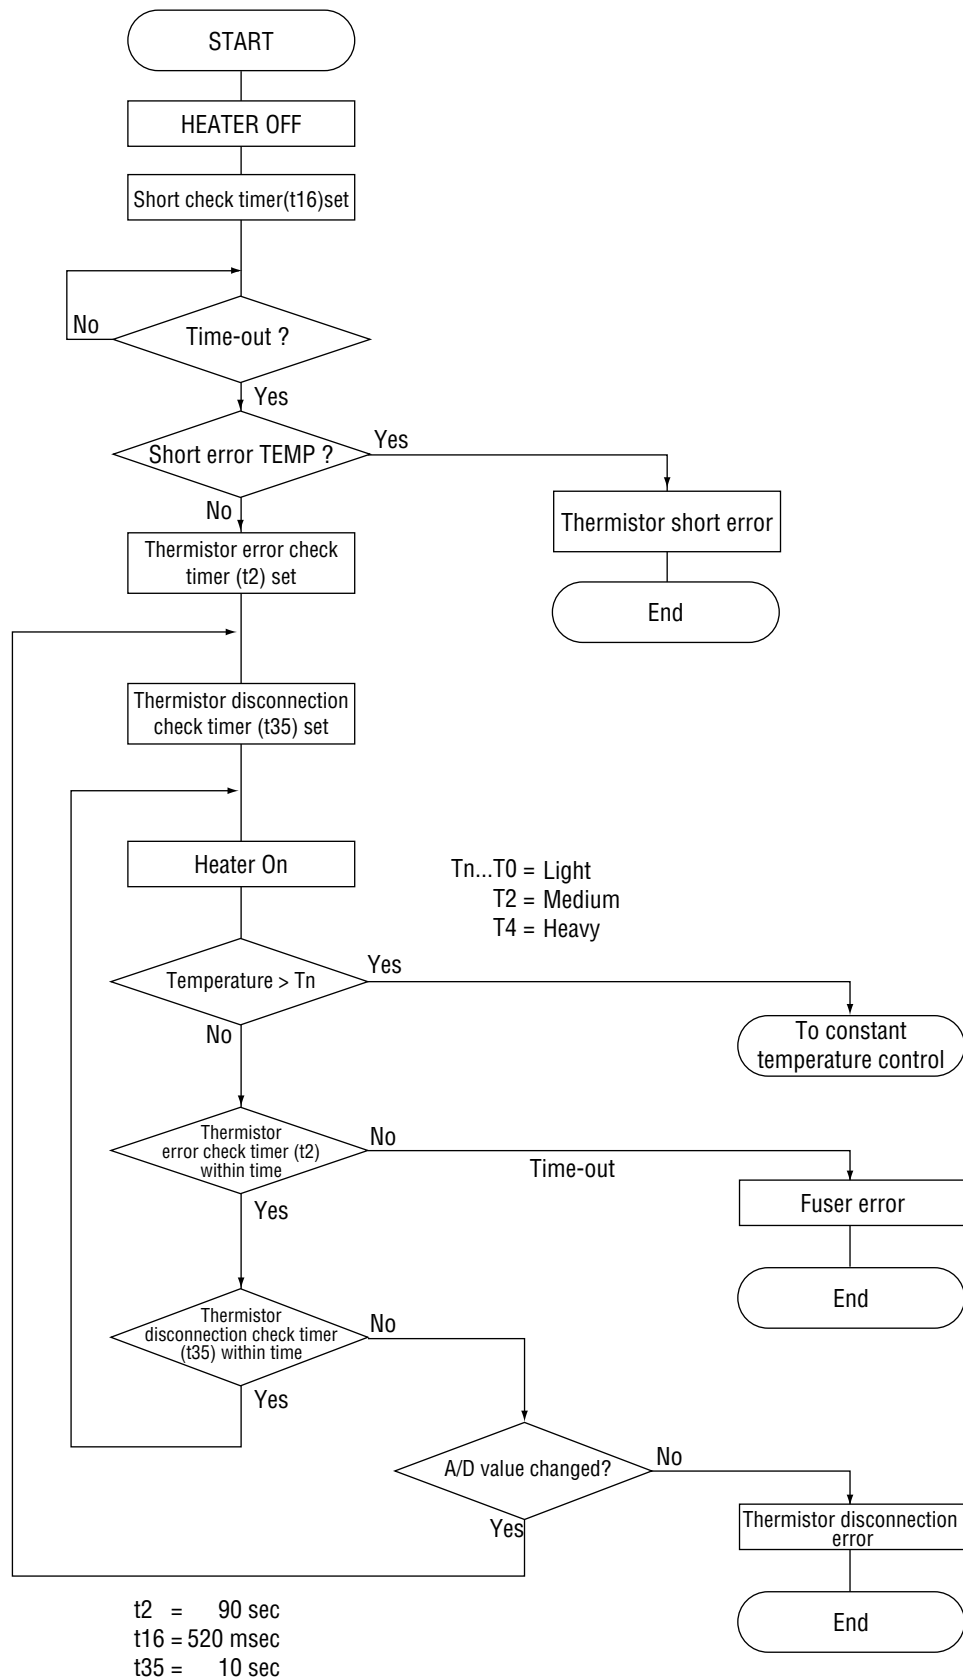 START
HEATER OFF
Short check timer(t16)set
No
Time-out ?
Yes
Short error TEMP ?
Yes
No
Thermistor short error
End
Thermistor error check
timer (t2) set
Thermistor disconnection
check timer (t35) set
Heater On
Tn...T0 = Light
T2 = Medium
T4 = Heavy
Temperature > Tn
Yes
No
To constant
temperature control
Thermistor
error check timer (t2)
within time
No
Time-out
Yes
Fuser error
End
Thermistor
disconnection check timer
(t35) within time
No
Yes
A/D value changed?
No
Yes
Thermistor disconnection
error
End
t2 = 90 sec
t16 = 520 msec
t35 = 10 sec